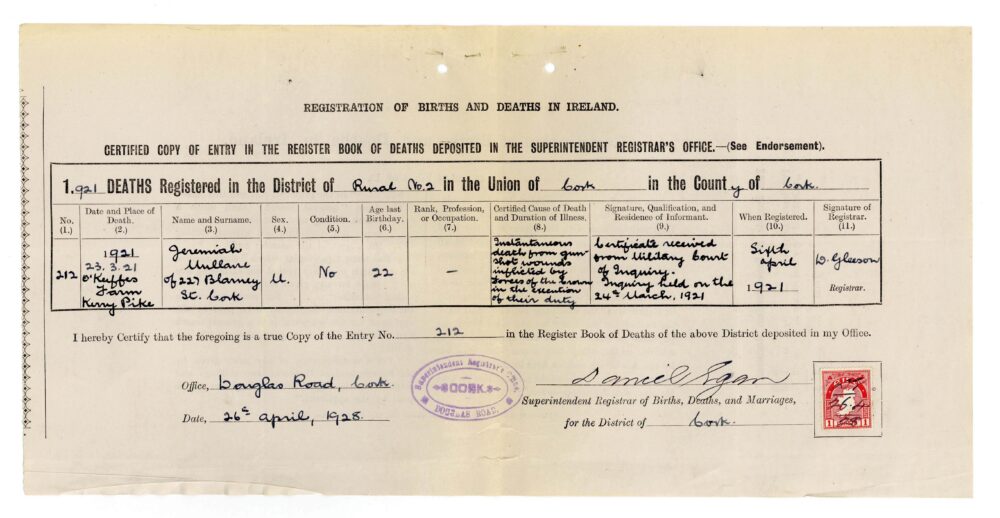 REGISTRATION OF BIRTHS AND DEATHS IN IRELAND.
CERTIFIED COPY OF ENTRY IN THE REGISTER BOOK OF DEATHS DEPOSITED IN THE SUPERINTENDENT REGISTRAR'S OFFICE.—(See Endorsement).
1.921 DEATHS Registered in the District of Rural No. 2 in the Union of Cork in the County of Cork.
No.
(1.)
Date and Place of
Death.
(2.)
Name and Surname.
(3.)
Sex.
(4.)
Condition.
(5.)
Age last
Birthday.
(6.)
Rank, Profession,
or Occupation.
(7.)
Certified Cause of Death
and Duration of Illness.
(8.)
Signature, Qualification, and
Residence of Informant.
(9.)
When Registered.
(10.)
Signature of
Registrar.
(11.)
212
1921
23.3.21
O'Keeffes
Farm
Kerry Pike
Jeremiah
Mullane
of 227 Blarney
St. Cork
M.
No
22
—
Instantaneous
death from gun
shot wounds
inflicted by
Forces of the Crown
in the execution
of their duty
Certificate received
from Military Court
of Inquiry.
Inquiry held on the
24th March, 1921
Sixth
April
1921
D. Gleeson
Registrar.
I hereby Certify that the foregoing is a true Copy of the Entry No. 212 in the Register Book of Deaths of the above District deposited in my Office.
Office, Douglas Road, Cork.
Date, 26th April, 1928.
Superintendent Registrar's Office
CORK
DOUGLAS ROAD.
Daniel Egan
Superintendent Registrar of Births, Deaths, and Marriages,
for the District of Cork.
1 1